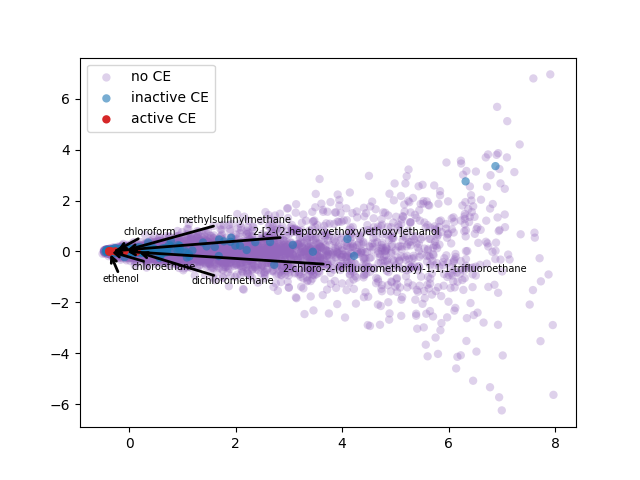 no CE
inactive CE
active CE
methylsulfinylmethane
chloroform
2-[2-(2-heptoxyethoxy)ethoxy]ethanol
chloroethane
2-chloro-2-(difluoromethoxy)-1,1,1-trifluoroethane
ethenol
dichloromethane
6
4
2
0
−2
−4
−6
0
2
4
6
8